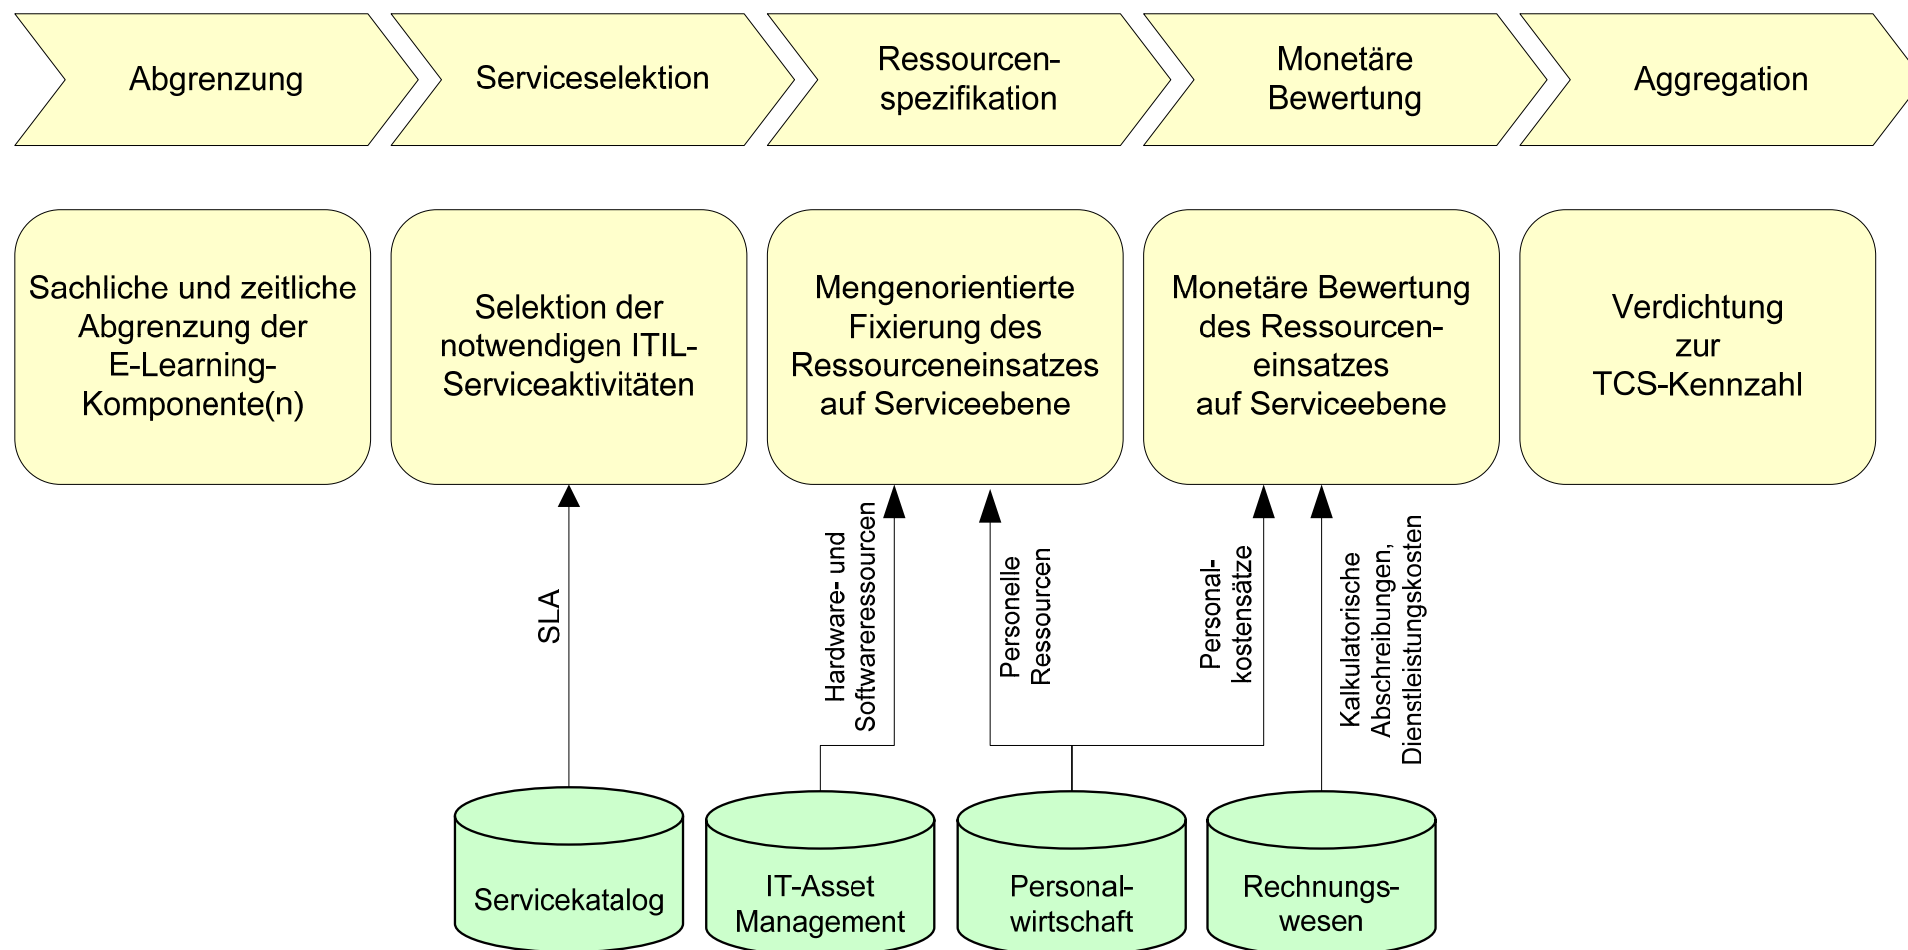 Abgrenzung
Serviceselektion
Ressourcen-
spezifikation
Monetäre
Bewertung
Aggregation
Sachliche und zeitliche
Abgrenzung der
E-Learning-
Komponente(n)
Selektion der
notwendigen ITIL-
Serviceaktivitäten
Mengenorientierte
Fixierung des
Ressourceneinsatzes
auf Serviceebene
Monetäre Bewertung
des Ressourcen-
einsatzes
auf Serviceebene
Verdichtung
zur
TCS-Kennzahl
SLA
Hardware- und
Softwareressourcen
Personelle
Ressourcen
Personal-
kostensätze
Kalkulatorische
Abschreibungen,
Dienstleistungskosten
Servicekatalog
IT-Asset
Management
Personal-
wirtschaft
Rechnungs-
wesen